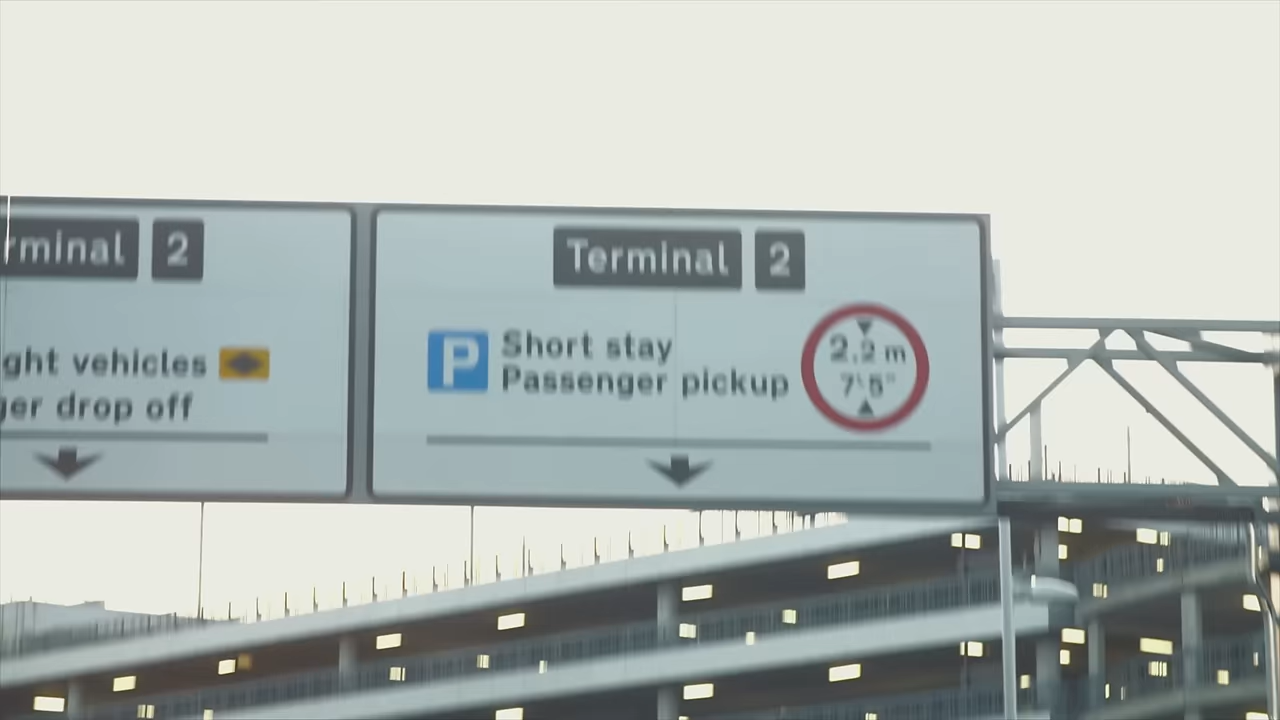 rminal 2
ght vehicles
ger drop off
Terminal 2
P Short stay
Passenger pickup
2,2 m
7' 5"